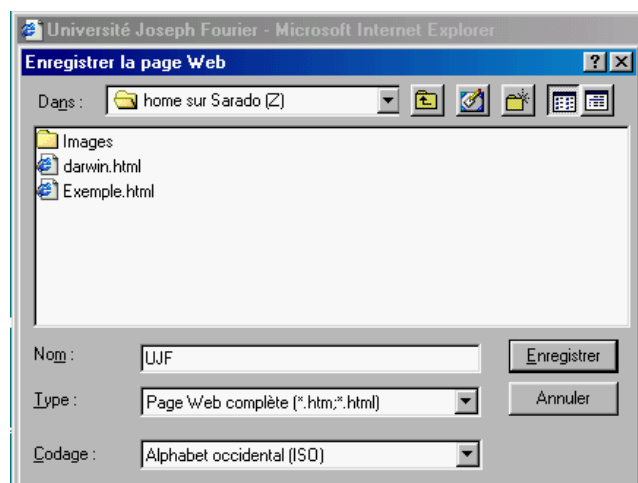 Université Joseph Fourier - Microsoft Internet Explorer
Enregistrer la page Web
Dans : home sur Sarado (Z)
Images
darwin.html
Exemple.html
Nom : UJF Enregistrer
Type : Page Web complète (*.htm;*.html) Annuler
Codage : Alphabet occidental (ISO)